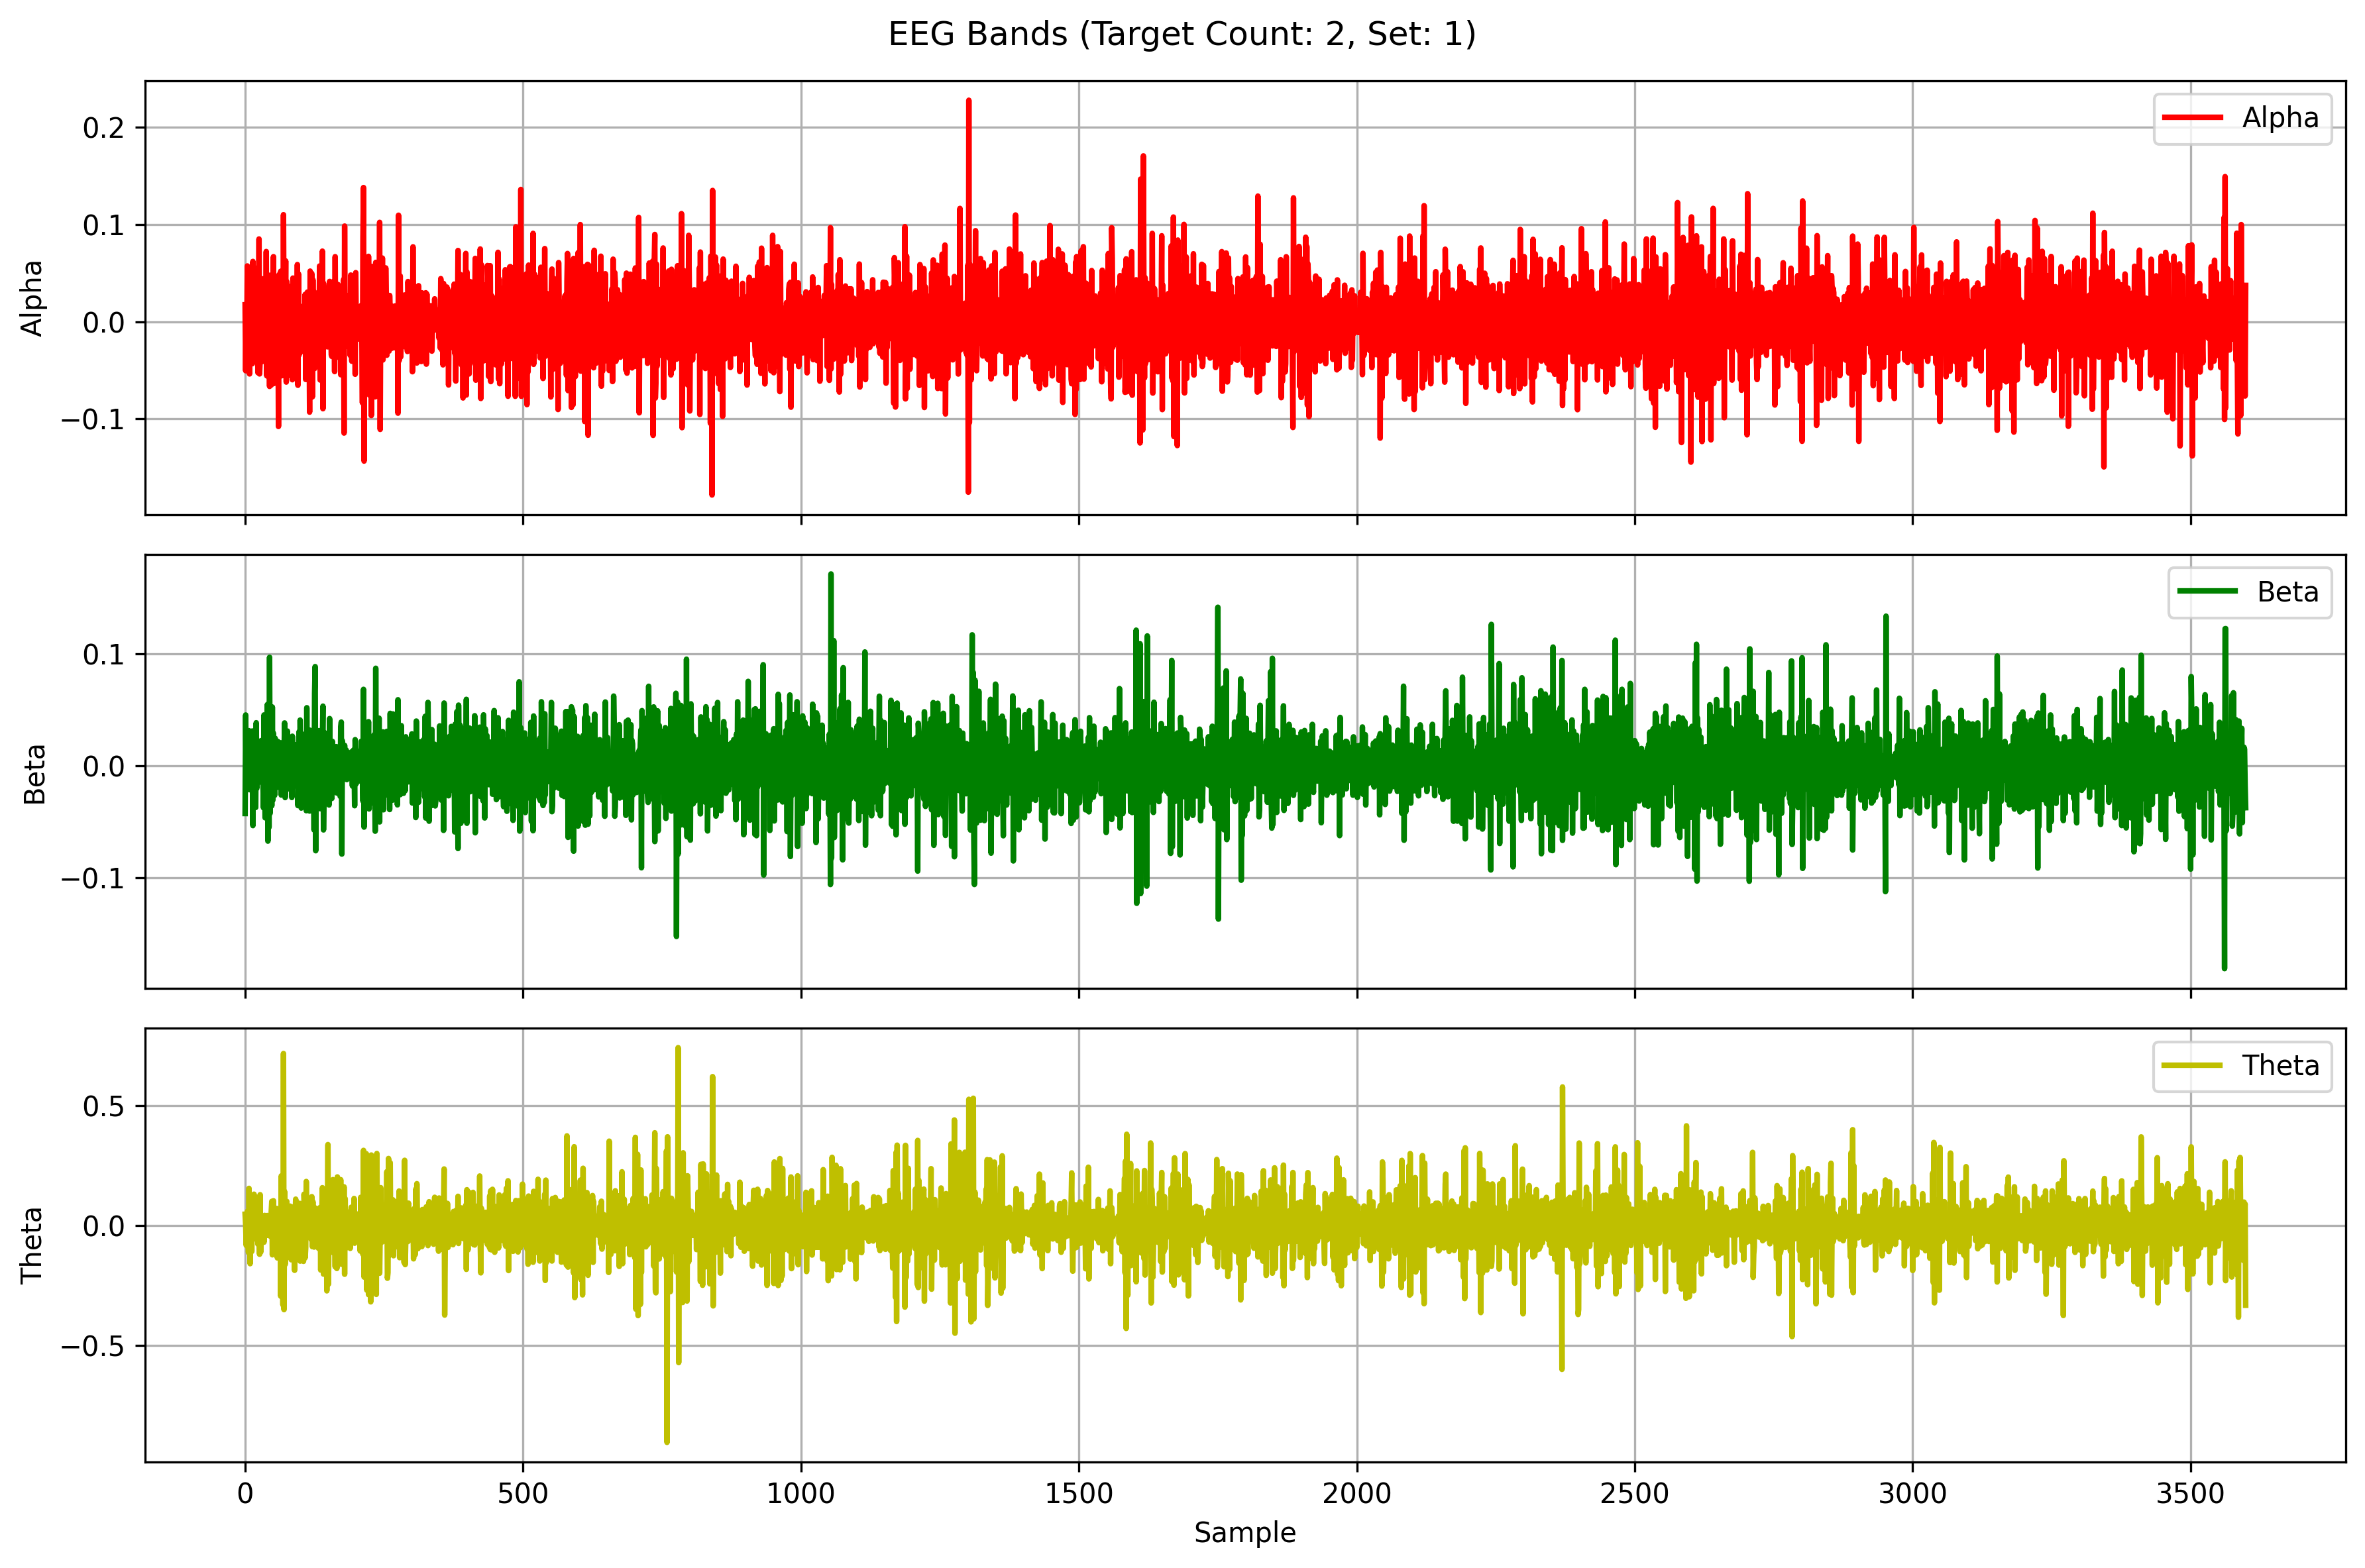 EEG Bands (Target Count: 2, Set: 1)
Alpha
0.2
0.1
0.0
−0.1
Alpha
Beta
0.1
0.0
−0.1
Beta
Theta
0.5
0.0
−0.5
Theta
0 500 1000 1500 2000 2500 3000 3500
Sample